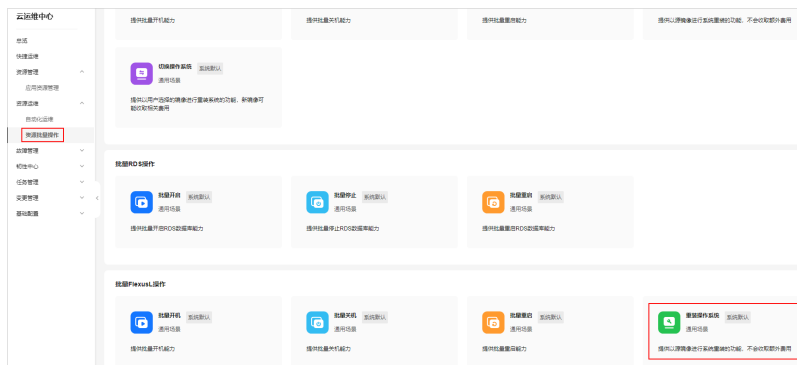 云运维中心
总览
快捷运维
资源管理
应用资源管理
资源运维
自动化运维
资源批量操作
故障管理
韧性中心
任务管理
变更管理
基础配置
提供批量开机能力
提供批量关机能力
提供批量重启能力
提供以原镜像进行系统重装的功能，不会收取额外费用
切换操作系统 系统默认
通用场景
提供以用户选择的镜像进行重装系统的功能，新镜像可
能收取相关费用
批量RDS操作
批量开启 系统默认
通用场景
提供批量开启RDS数据库能力
批量停止 系统默认
通用场景
提供批量停止RDS数据库能力
批量重启 系统默认
通用场景
提供批量重启RDS数据库能力
批量FlexusL操作
批量开机 系统默认
通用场景
提供批量开机能力
批量关机 系统默认
通用场景
提供批量关机能力
批量重启 系统默认
通用场景
提供批量重启能力
重装操作系统 系统默认
通用场景
提供以原镜像进行系统重装的功能，不会收取额外费用